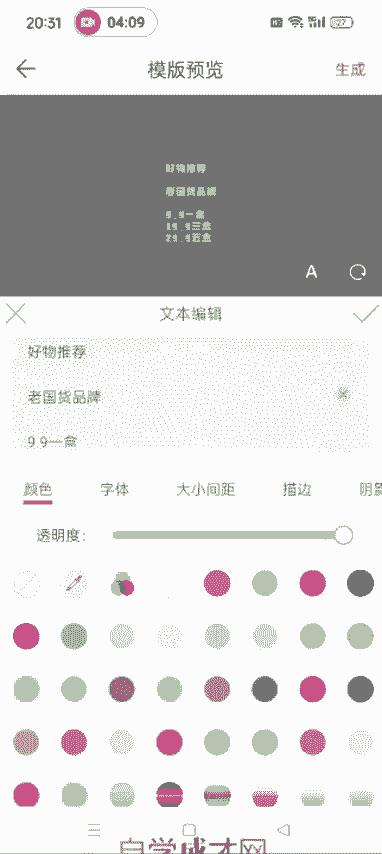 20:31
04:09
27
模版预览
生成
好物推荐
老国货品牌
9.9一盒
19.9三盒
29.9五盒
A
文本编辑
好物推荐
老国货品牌
9.9一盒
颜色
字体
大小间距
描边
阴影
透明度:
自学成才网